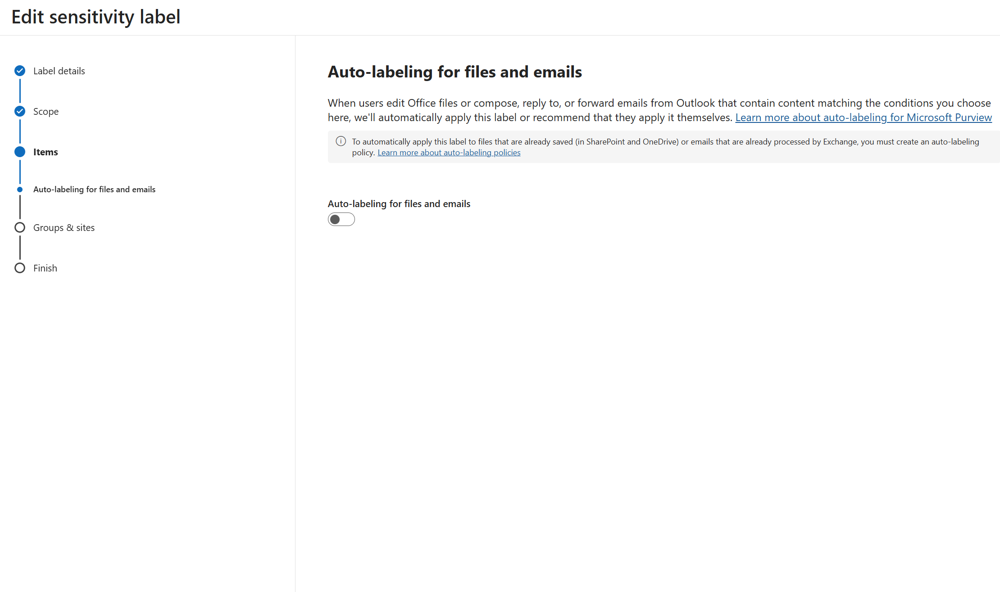 Edit sensitivity label
Label details
Scope
Items
Auto-labeling for files and emails
Groups & sites
Finish
Auto-labeling for files and emails
When users edit Office files or compose, reply to, or forward emails from Outlook that contain content matching the conditions you choose
here, we'll automatically apply this label or recommend that they apply it themselves. Learn more about auto-labeling for Microsoft Purview
To automatically apply this label to files that are already saved (in SharePoint and OneDrive) or emails that are already processed by Exchange, you must create an auto-labeling
policy. Learn more about auto-labeling policies
Auto-labeling for files and emails